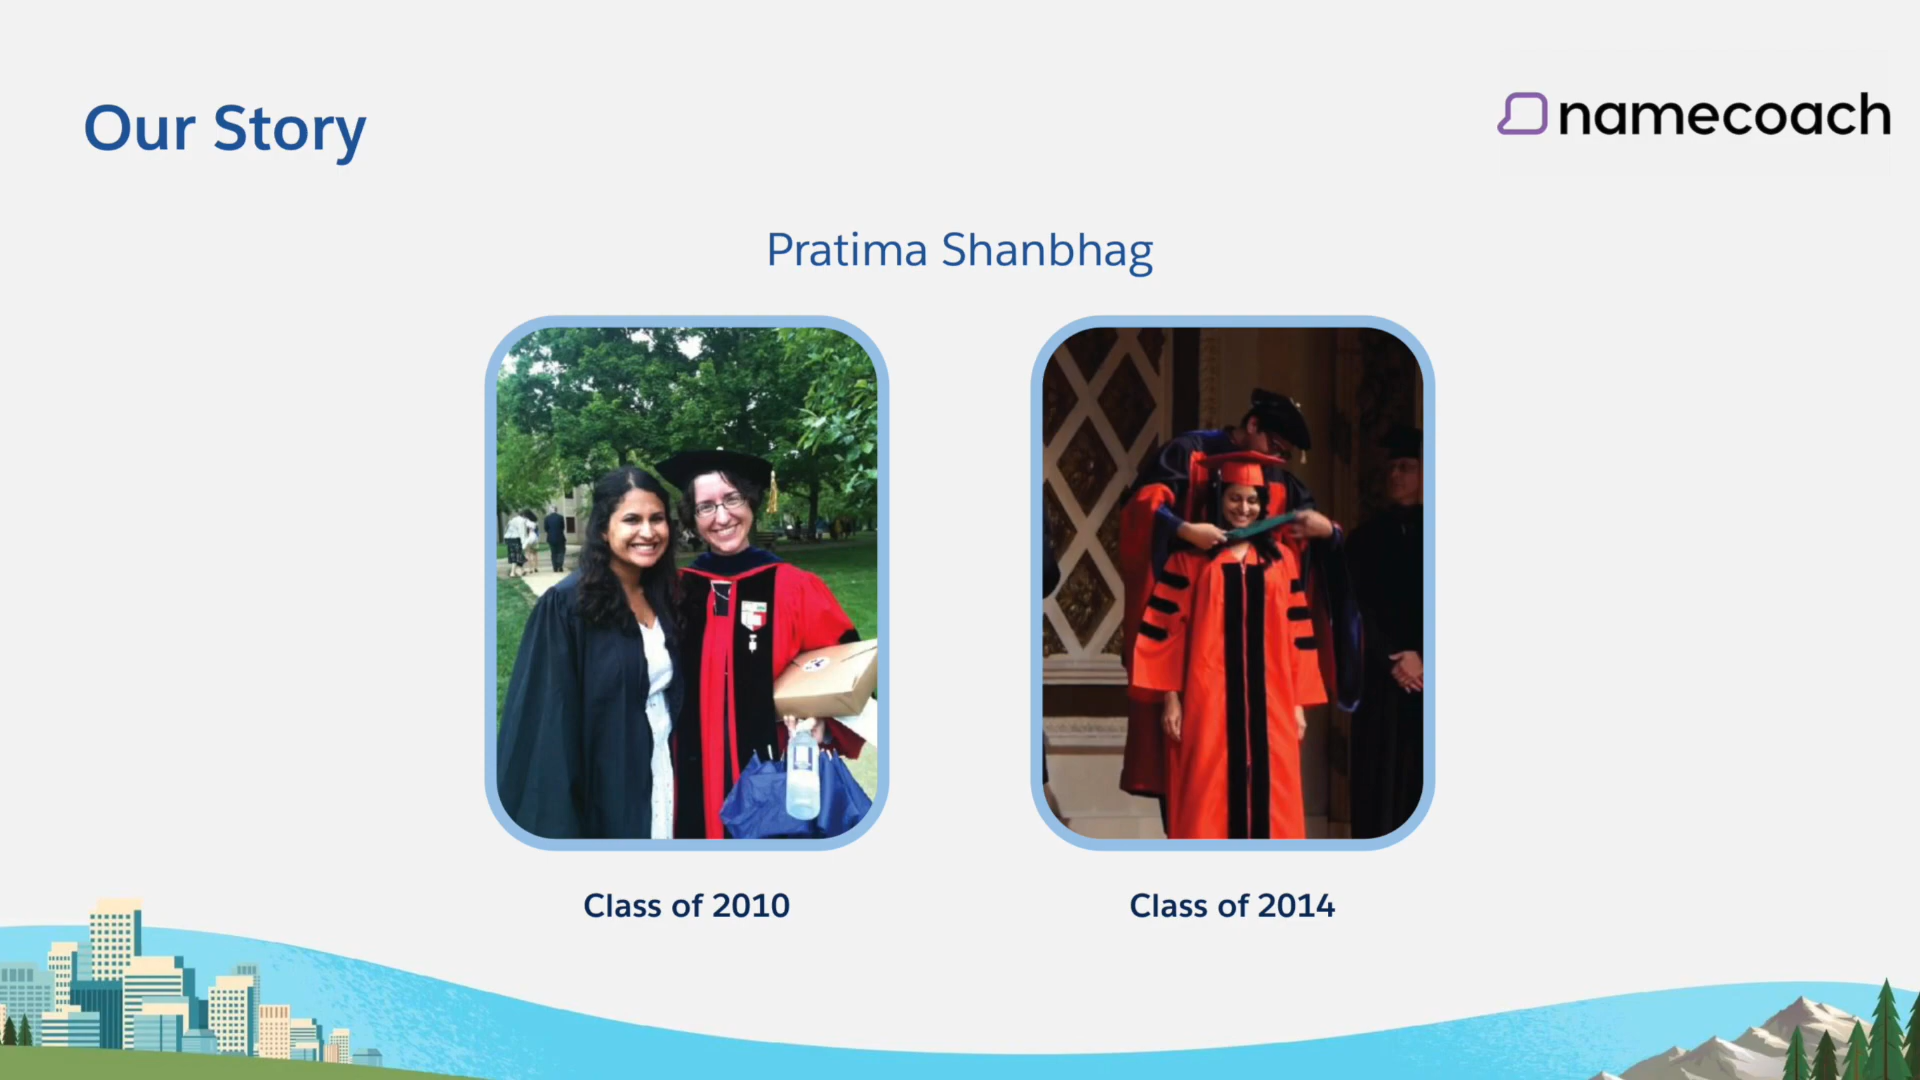 Our Story
namecoach
Pratima Shanbhag
Class of 2010
Class of 2014